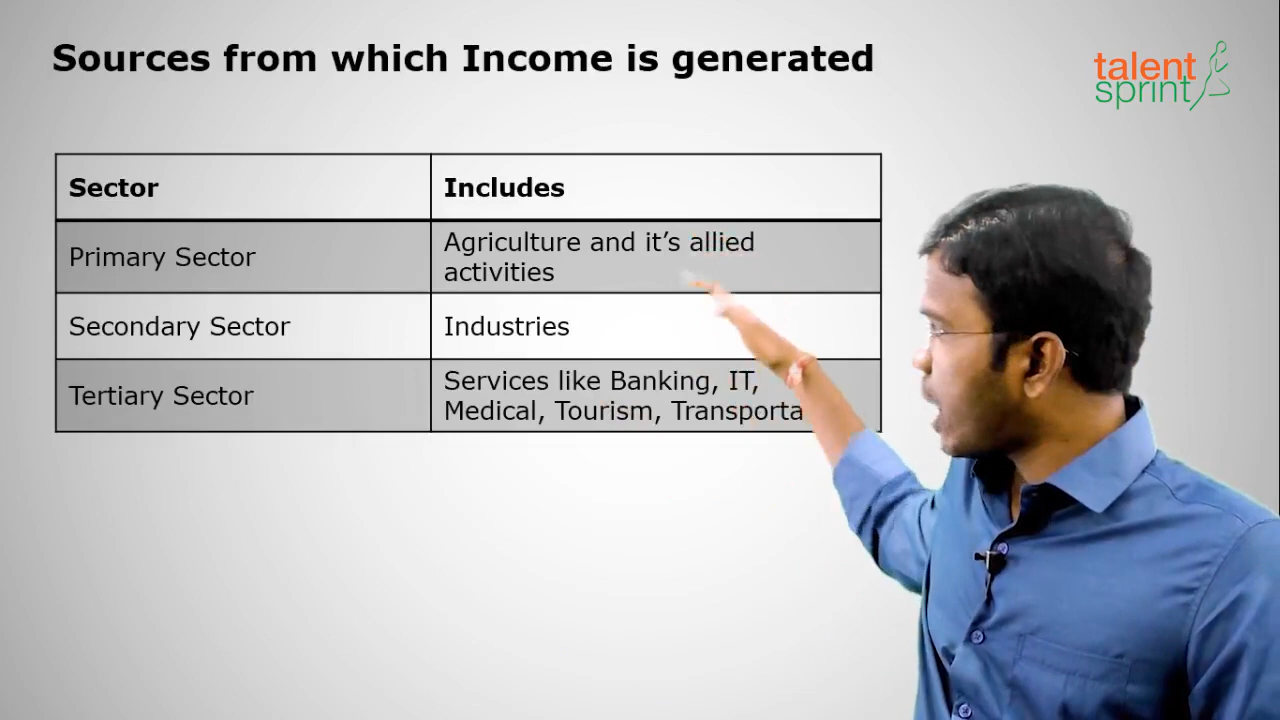 Sources from which Income is generated
talent
sprint
Sector
Includes
Primary Sector
Agriculture and it’s allied
activities
Secondary Sector
Industries
Tertiary Sector
Services like Banking, IT,
Medical, Tourism,